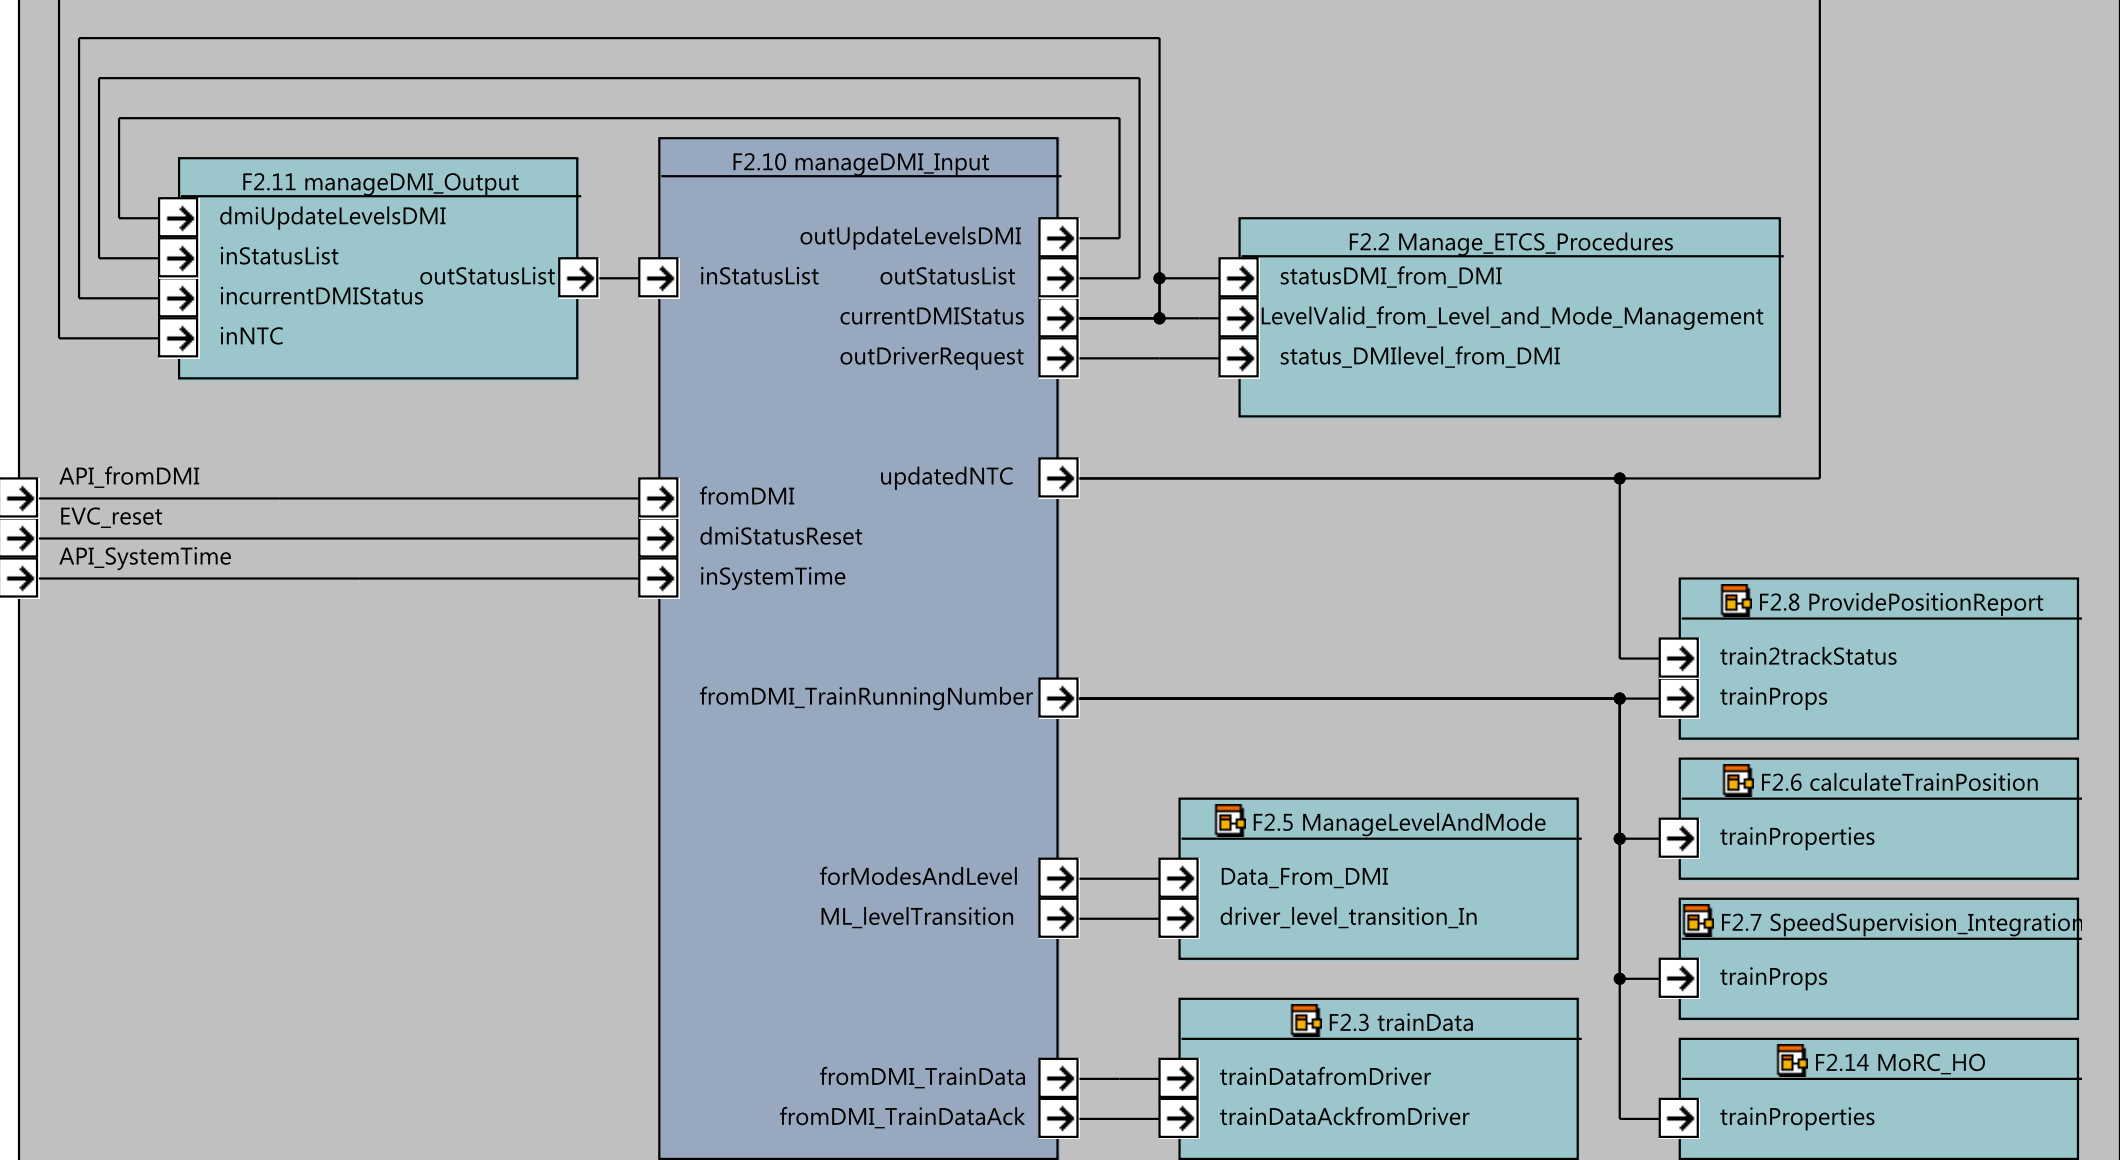 F2.11 manageDMI_Output
dmiUpdateLevelsDMI
inStatusList
outStatusList
incurrentDMIStatus
inNTC
F2.10 manageDMI_Input
outUpdateLevelsDMI
inStatusList
outStatusList
currentDMIStatus
outDriverRequest
F2.2 Manage_ETCS_Procedures
statusDMI_from_DMI
LevelValid_from_Level_and_Mode_Management
status_DMIlevel_from_DMI
API_fromDMI
EVC_reset
API_SystemTime
updatedNTC
fromDMI
dmiStatusReset
inSystemTime
F2.8 ProvidePositionReport
train2trackStatus
trainProps
fromDMI_TrainRunningNumber
F2.6 calculateTrainPosition
trainProperties
F2.5 ManageLevelAndMode
forModesAndLevel
Data_From_DMI
ML_levelTransition
driver_level_transition_In
F2.7 SpeedSupervision_Integration
trainProps
F2.3 trainData
fromDMI_TrainData
trainDatafromDriver
fromDMI_TrainDataAck
trainDataAckfromDriver
F2.14 MoRC_HO
trainProperties